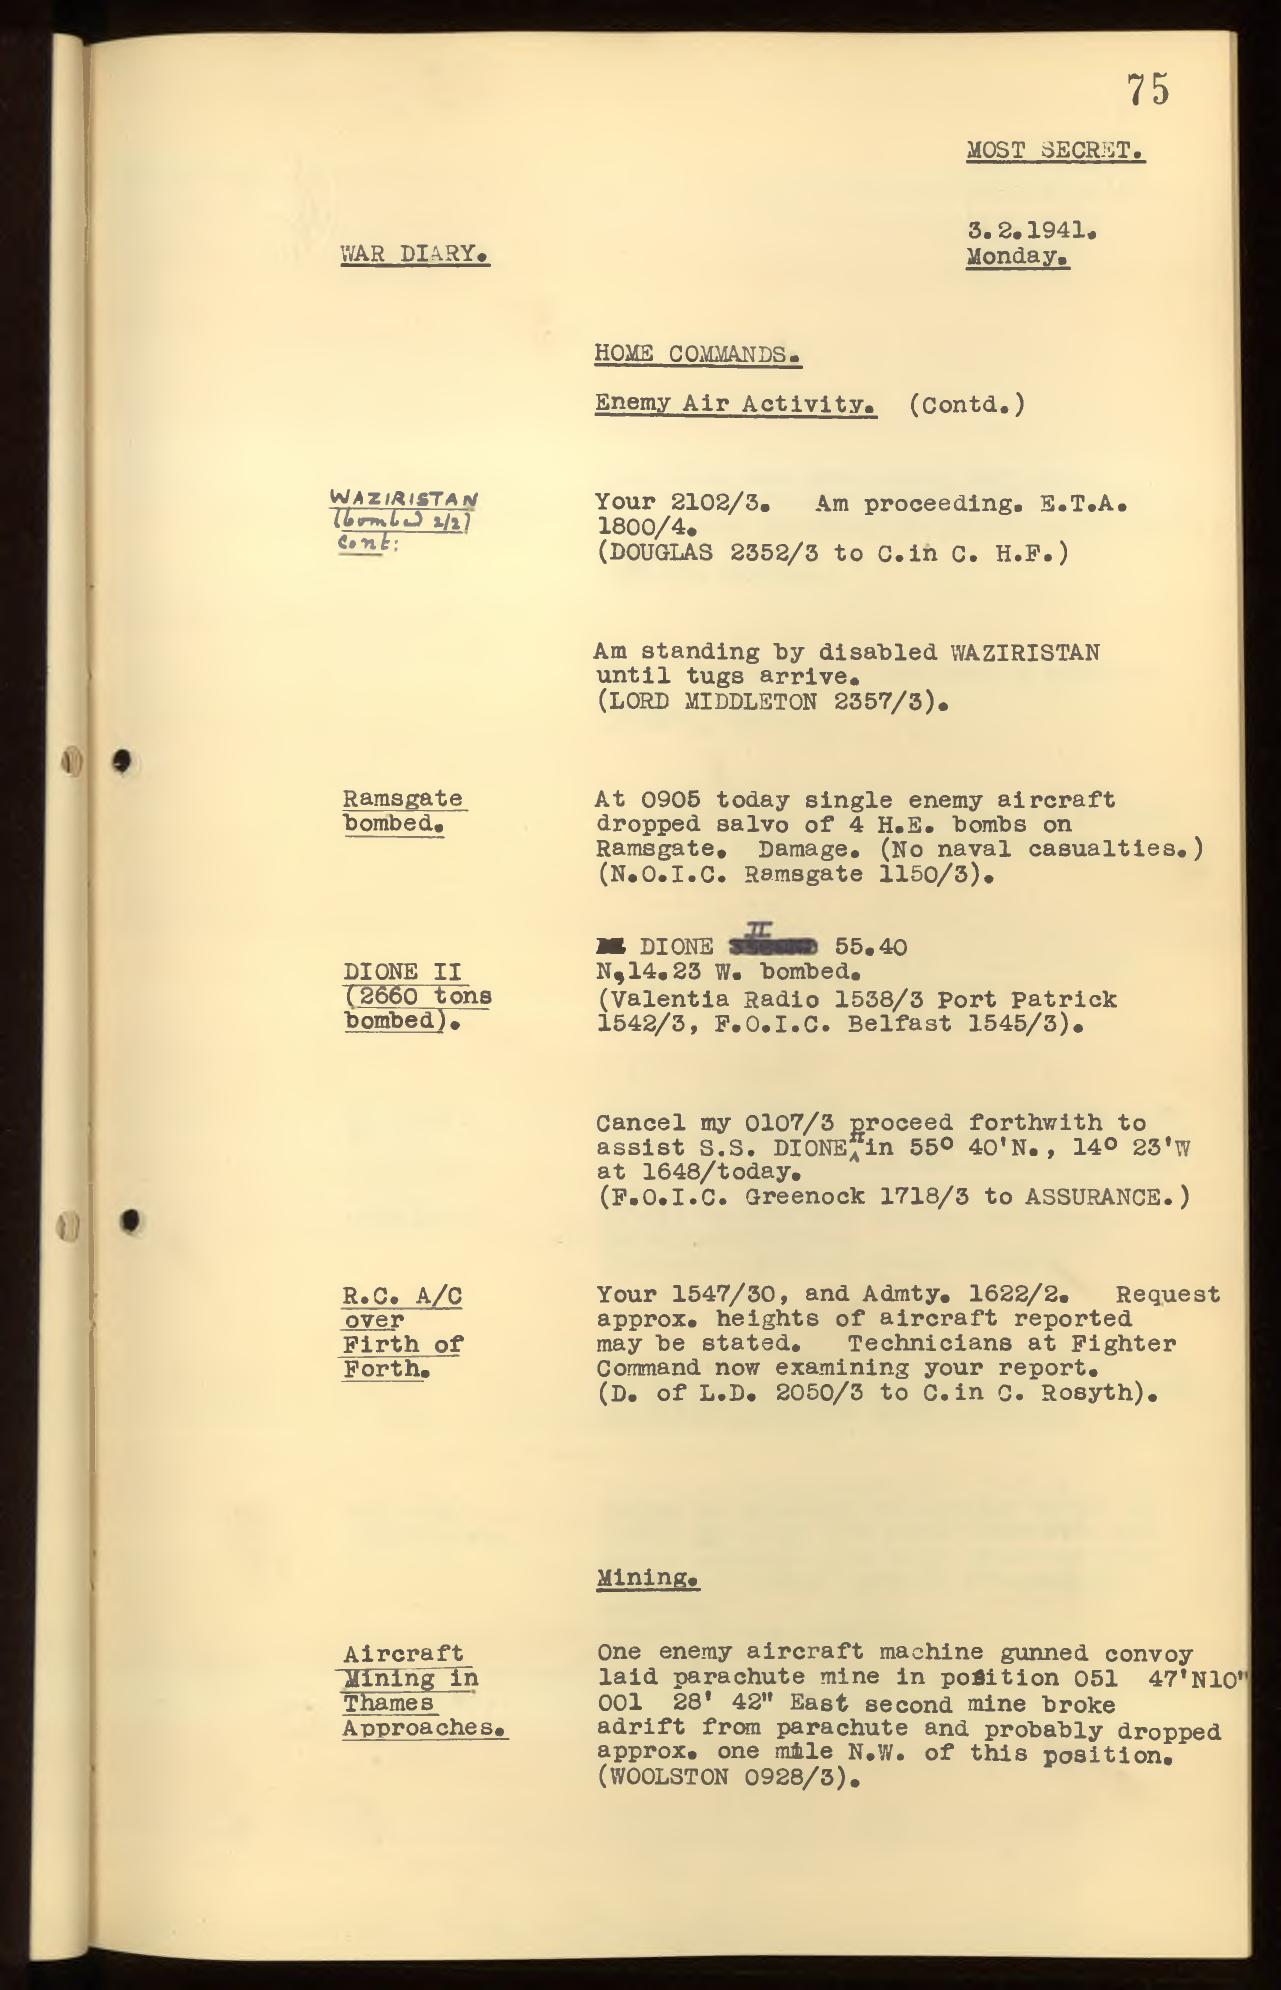 75
MOST SECRET.
3.2.1941.
WAR DIARY.
Monday.
HOME COMMANDS.
Enemy Air Activity. (Contd.)
WAZIRISTAN
(bombed 2/2)
Cont:
Your 2102/3. Am proceeding. E.T.A.
1800/4.
(DOUGLAS 2352/3 to C.in C. H.F.)
Am standing by disabled WAZIRISTAN
until tugs arrive.
(LORD MIDDLETON 2357/3).
Ramsgate
bombed.
At 0905 today single enemy aircraft
dropped salvo of 4 H.E. bombs on
Ramsgate. Damage. (No naval casualties.)
(N.O.I.C. Ramsgate 1150/3).
DIONE II
(2660 tons
bombed).
DIONE II 55.40
N,14.23 W. bombed.
(Valentia Radio 1538/3 Port Patrick
1542/3, F.O.I.C. Belfast 1545/3).
Cancel my 0107/3 proceed forthwith to
assist S.S. DIONE II in 55° 40'N., 14° 23'W
at 1648/today.
(F.O.I.C. Greenock 1718/3 to ASSURANCE.)
R.C. A/C
over
Firth of
Forth.
Your 1547/30, and Admty. 1622/2. Request
approx. heights of aircraft reported
may be stated. Technicians at Fighter
Command now examining your report.
(D. of L.D. 2050/3 to C.in C. Rosyth).
Mining.
Aircraft
Mining in
Thames
Approaches.
One enemy aircraft machine gunned convoy
laid parachute mine in position 051 47'N10"
001 28' 42" East second mine broke
adrift from parachute and probably dropped
approx. one mile N.W. of this position.
(WOOLSTON 0928/3).